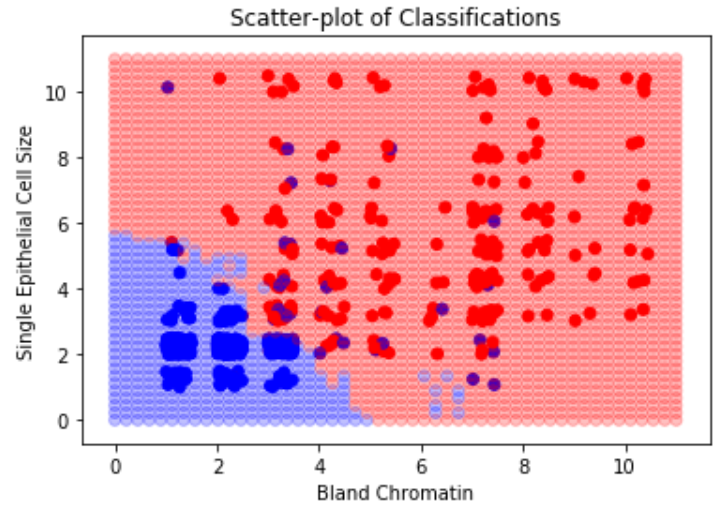 Scatter-plot of Classifications
10
8
6
4
2
0
Single Epithelial Cell Size
0 2 4 6 8 10
Bland Chromatin